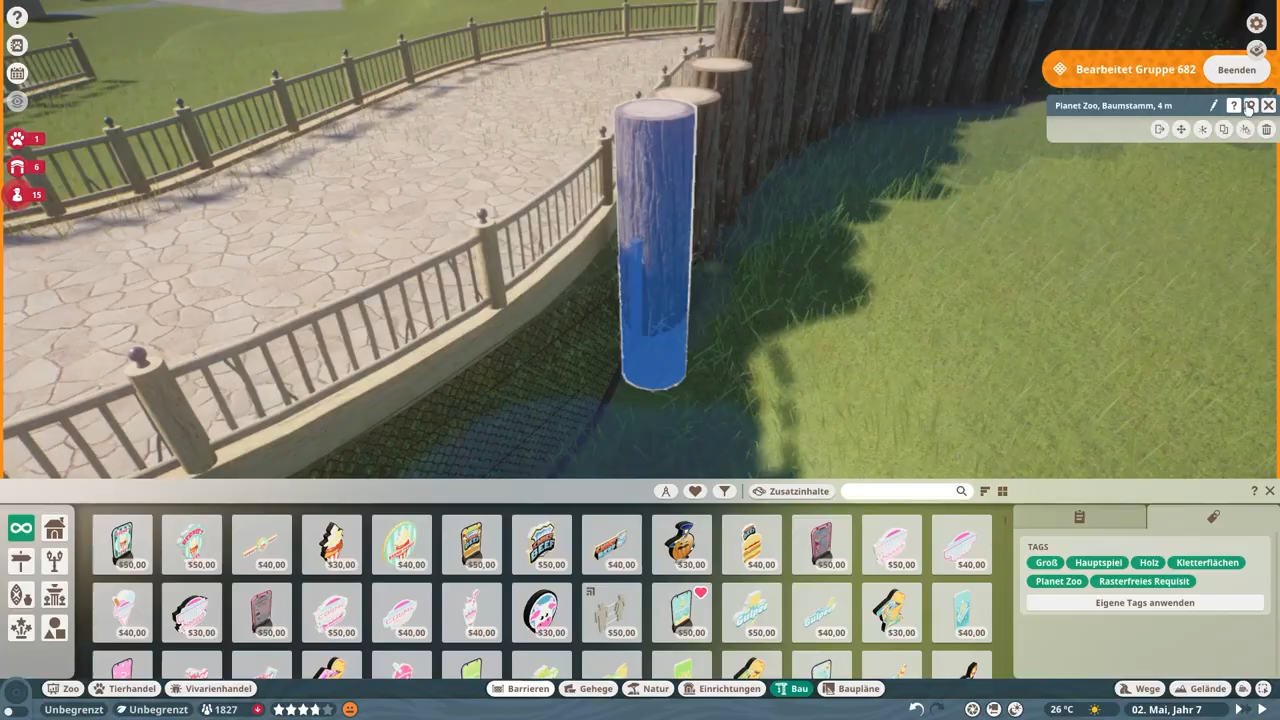 Bearbeitet Gruppe 682
Beenden
Planet Zoo, Baumstamm, 4 m
1
6
15
Zusatzinhalte
TAGS
Groß Hauptspiel Holz Kletterflächen
Planet Zoo Rasterfreies Requisit
Eigene Tags anwenden
$50,00 $50,00 $40,00 $30,00 $40,00 $50,00 $50,00 $40,00 $30,00 $40,00 $50,00 $50,00 $40,00
$40,00 $30,00 $50,00 $50,00 $40,00 $40,00 $30,00 $50,00 $50,00 $50,00 $40,00 $30,00 $40,00
Zoo Tierhandel Vivarienhandel Barrieren Gehege Natur Einrichtungen Bau Baupläne Wege Gelände
Unbegrenzt Unbegrenzt 1827 26 °C 02. Mai, Jahr 7